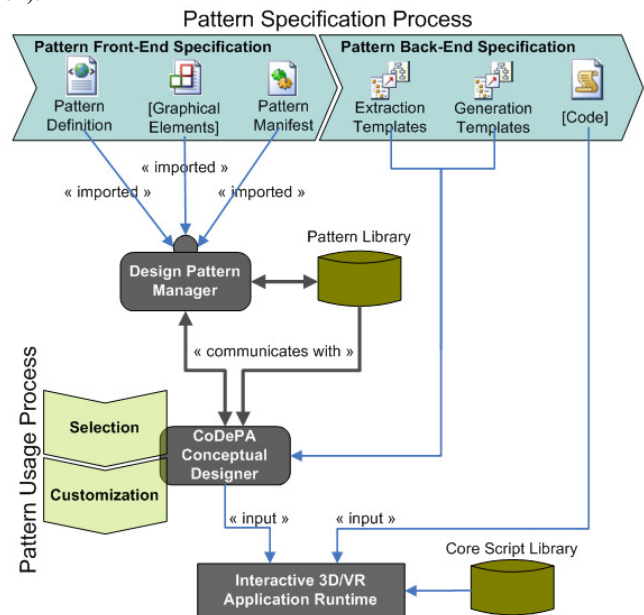 Pattern Specification Process
Pattern Front-End Specification
Pattern Back-End Specification
Pattern
Definition
[Graphical
Elements]
Pattern
Manifest
Extraction
Templates
Generation
Templates
[Code]
« imported »
« imported »
« imported »
Pattern Library
Design Pattern
Manager
« communicates with »
Pattern Usage Process
Selection
CoDePA
Conceptual
Designer
Customization
« input »
« input »
Core Script Library
Interactive 3D/VR
Application Runtime